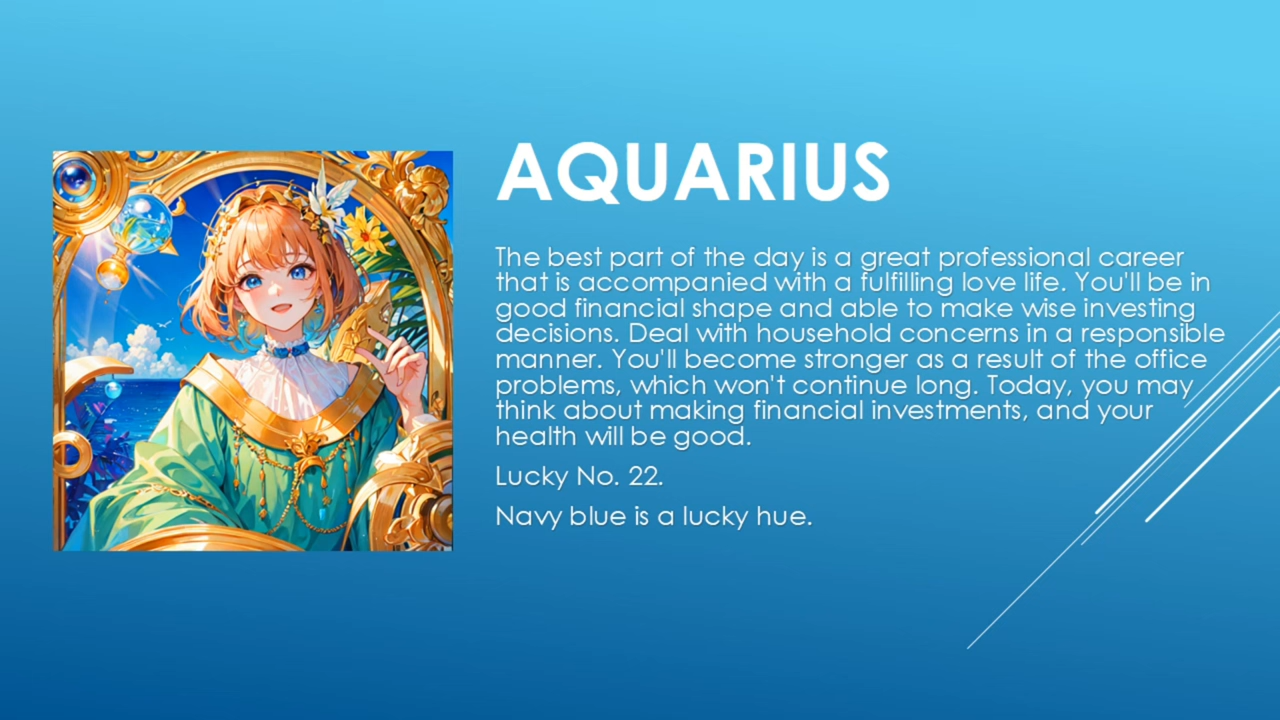 AQUARIUS
The best part of the day is a great professional career
that is accompanied with a fulfilling love life. You'll be in
good financial shape and able to make wise investing
decisions. Deal with household concerns in a responsible
manner. You'll become stronger as a result of the office
problems, which won't continue long. Today, you may
think about making financial investments, and your
health will be good.
Lucky No. 22.
Navy blue is a lucky hue.